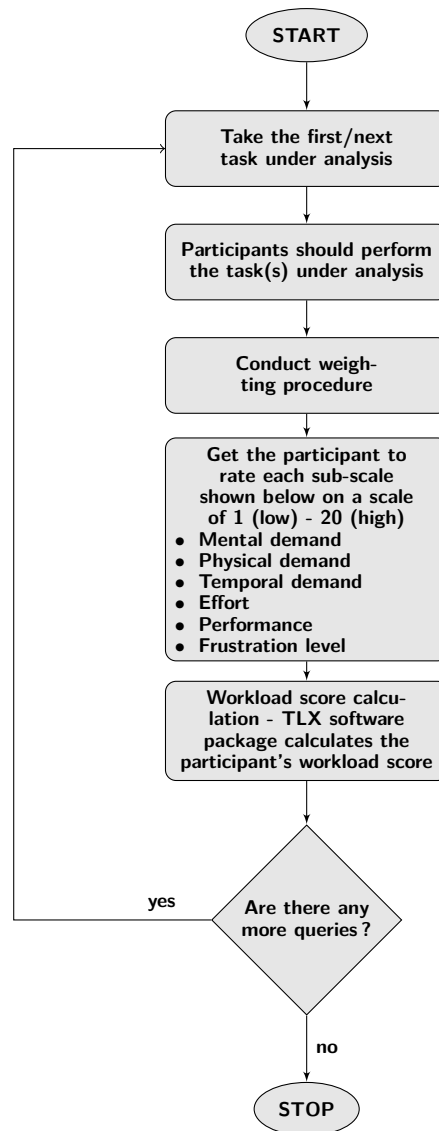 START
Take the first/next
task under analysis
Participants should perform
the task(s) under analysis
Conduct weigh-
ting procedure
Get the participant to
rate each sub-scale
shown below on a scale
of 1 (low) - 20 (high)
• Mental demand
• Physical demand
• Temporal demand
• Effort
• Performance
• Frustration level
Workload score calcu-
lation - TLX software
package calculates the
participant's workload score
yes
Are there any
more queries ?
no
STOP